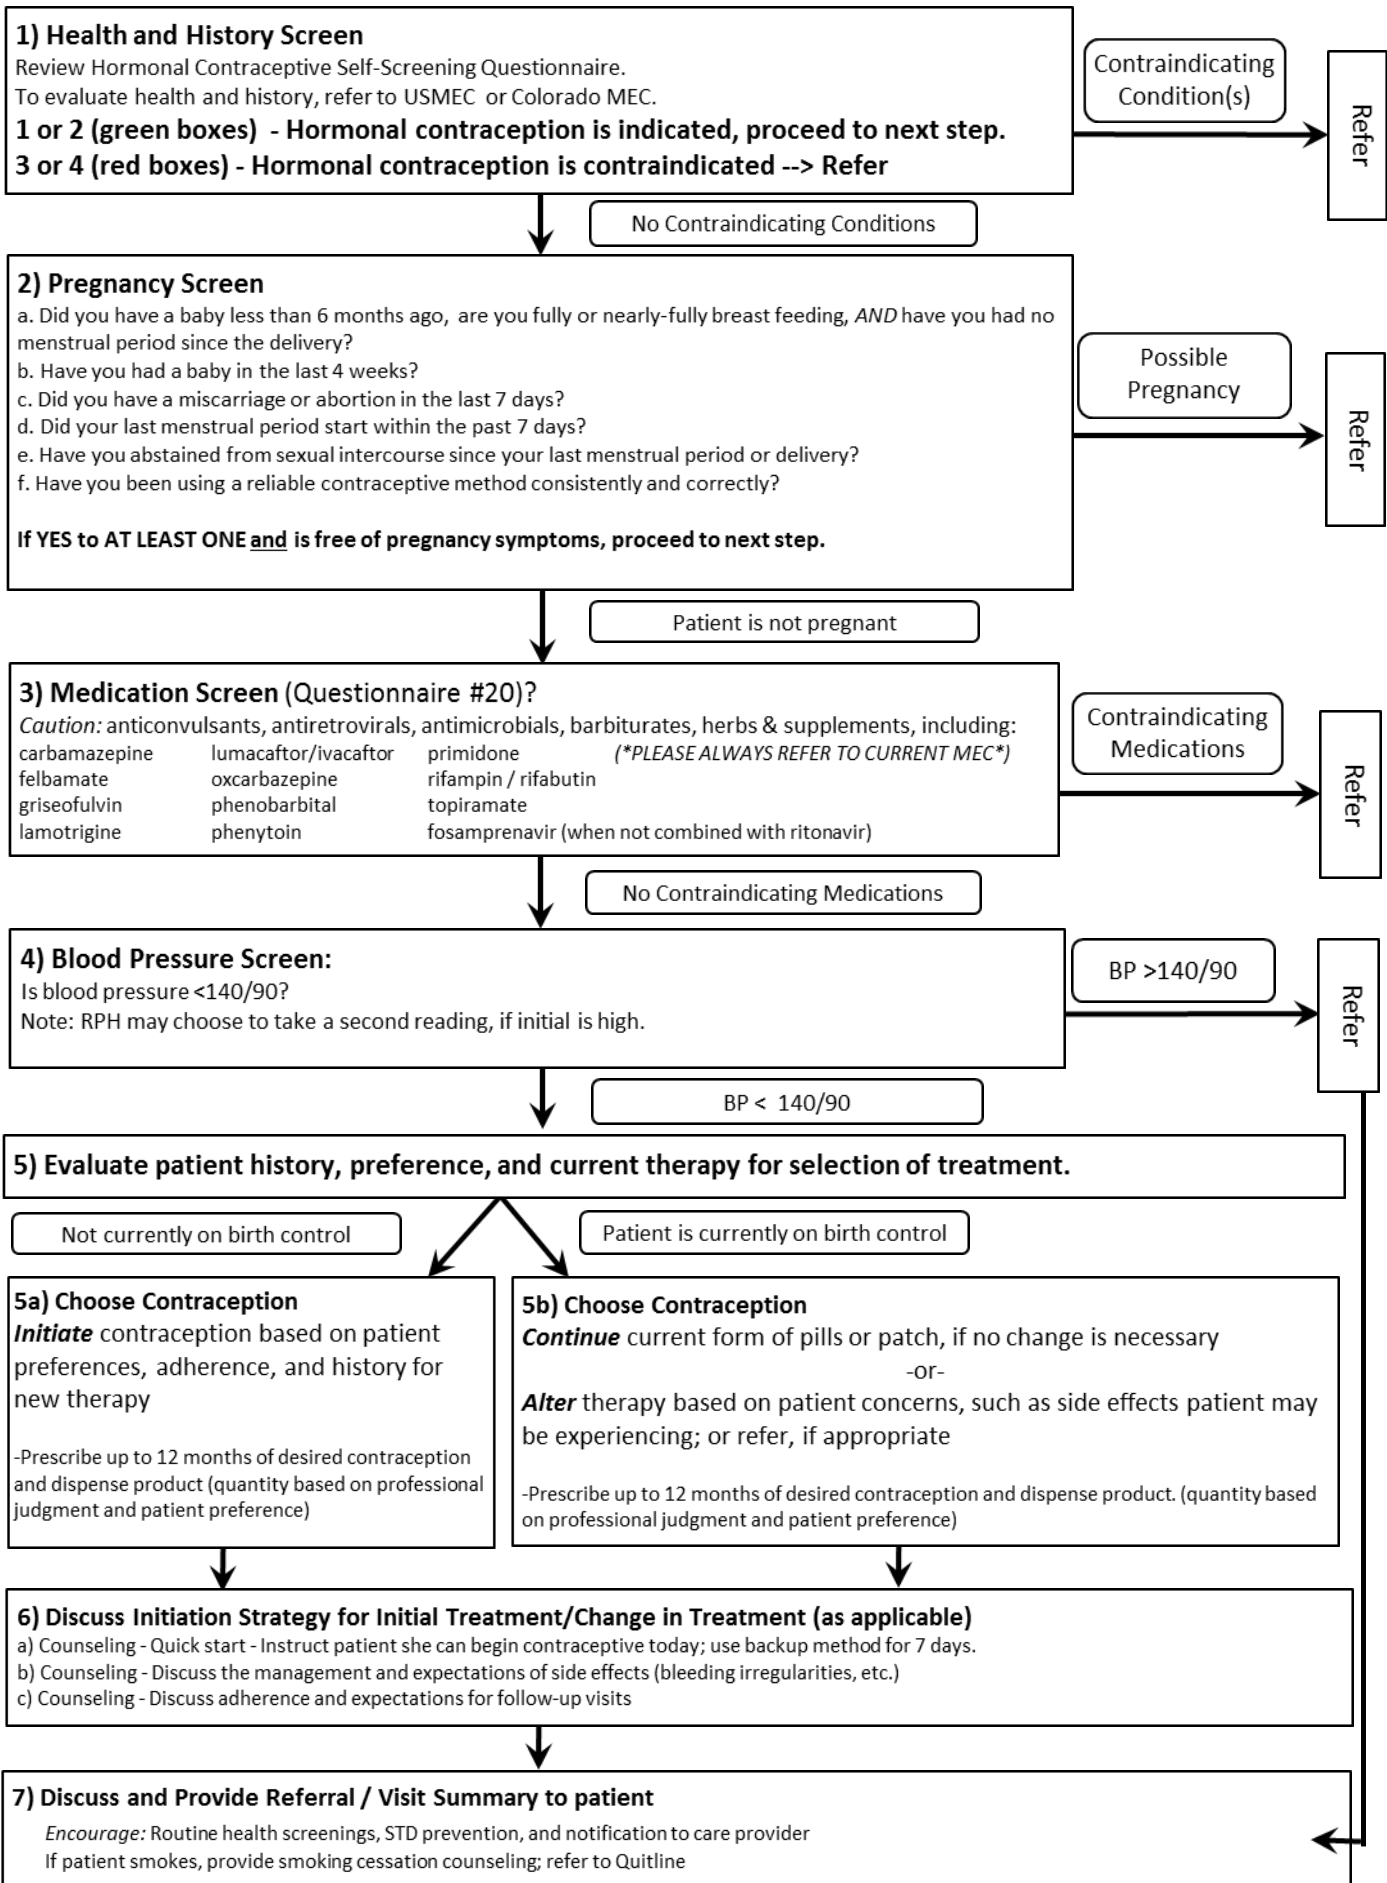 1) Health and History Screen
Review Hormonal Contraceptive Self-Screening Questionnaire.
To evaluate health and history, refer to USMEC or Colorado MEC.
1 or 2 (green boxes) - Hormonal contraception is indicated, proceed to next step.
3 or 4 (red boxes) - Hormonal contraception is contraindicated --> Refer
Contraindicating
Condition(s)
Refer
No Contraindicating Conditions
2) Pregnancy Screen
a. Did you have a baby less than 6 months ago, are you fully or nearly-fully breast feeding, AND have you had no
menstrual period since the delivery?
b. Have you had a baby in the last 4 weeks?
c. Did you have a miscarriage or abortion in the last 7 days?
d. Did your last menstrual period start within the past 7 days?
e. Have you abstained from sexual intercourse since your last menstrual period or delivery?
f. Have you been using a reliable contraceptive method consistently and correctly?
If YES to AT LEAST ONE and is free of pregnancy symptoms, proceed to next step.
Possible
Pregnancy
Refer
Patient is not pregnant
3) Medication Screen (Questionnaire #20)?
Caution: anticonvulsants, antiretrovirals, antimicrobials, barbiturates, herbs & supplements, including:
carbamazepine lumacaftor/ivacaftor primidone (*PLEASE ALWAYS REFER TO CURRENT MEC*)
felbamate oxcarbazepine rifampin / rifabutin
griseofulvin phenobarbital topiramate
lamotrigine phenytoin fosamprenavir (when not combined with ritonavir)
Contraindicating
Medications
Refer
No Contraindicating Medications
4) Blood Pressure Screen:
Is blood pressure <140/90?
Note: RPH may choose to take a second reading, if initial is high.
BP >140/90
Refer
BP < 140/90
5) Evaluate patient history, preference, and current therapy for selection of treatment.
Not currently on birth control
Patient is currently on birth control
5a) Choose Contraception
Initiate contraception based on patient
preferences, adherence, and history for
new therapy
-Prescribe up to 12 months of desired contraception
and dispense product (quantity based on professional
judgment and patient preference)
5b) Choose Contraception
Continue current form of pills or patch, if no change is necessary
-or-
Alter therapy based on patient concerns, such as side effects patient may
be experiencing; or refer, if appropriate
-Prescribe up to 12 months of desired contraception and dispense product. (quantity based
on professional judgment and patient preference)
6) Discuss Initiation Strategy for Initial Treatment/Change in Treatment (as applicable)
a) Counseling - Quick start - Instruct patient she can begin contraceptive today; use backup method for 7 days.
b) Counseling - Discuss the management and expectations of side effects (bleeding irregularities, etc.)
c) Counseling - Discuss adherence and expectations for follow-up visits
7) Discuss and Provide Referral / Visit Summary to patient
Encourage: Routine health screenings, STD prevention, and notification to care provider
If patient smokes, provide smoking cessation counseling; refer to Quitline